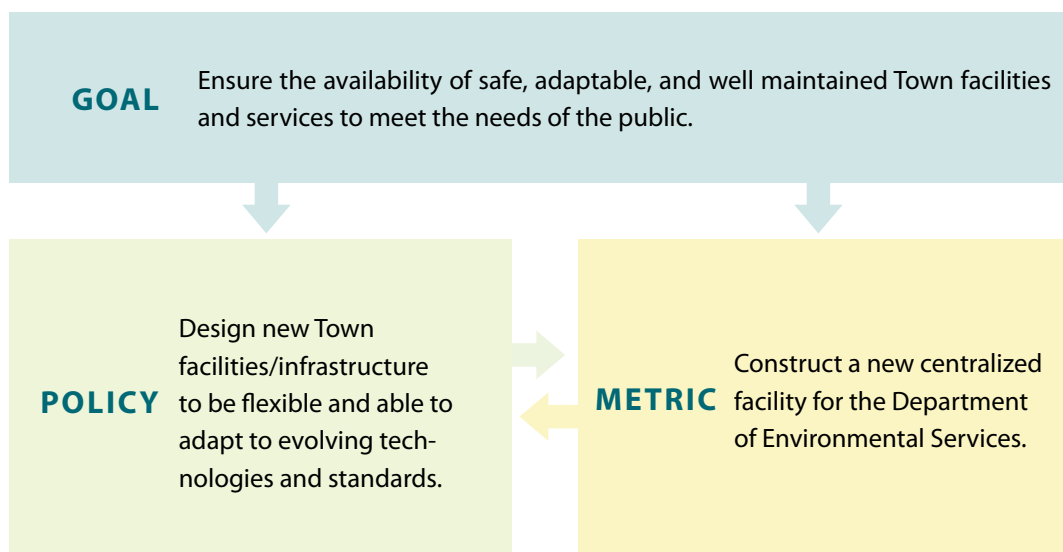 GOAL
Ensure the availability of safe, adaptable, and well maintained Town facilities
and services to meet the needs of the public.
POLICY
Design new Town
facilities/infrastructure
to be flexible and able to
adapt to evolving tech-
nologies and standards.
METRIC
Construct a new centralized
facility for the Department
of Environmental Services.